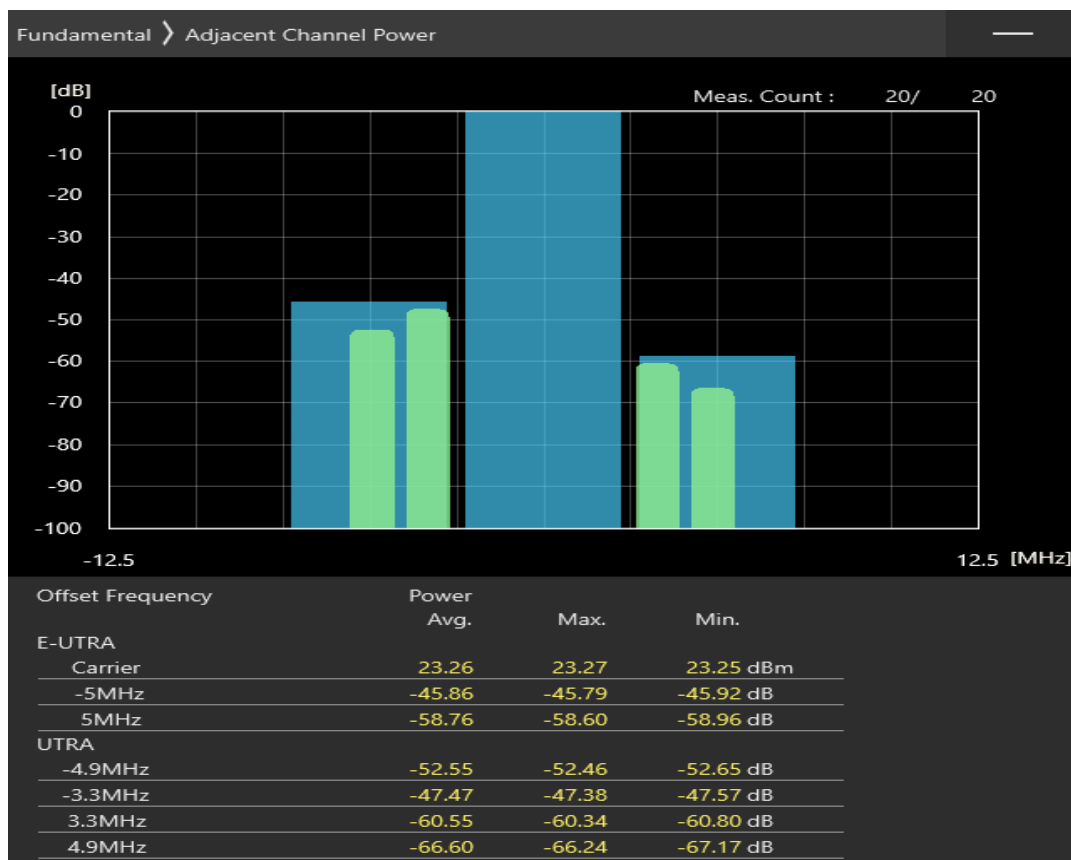 Fundamental ❯ Adjacent Channel Power
[dB] Meas. Count : 20/ 20
0
-10
-20
-30
-40
-50
-60
-70
-80
-90
-100
-12.5 12.5 [MHz]
Offset Frequency Power
Avg. Max. Min.
E-UTRA
Carrier 23.26 23.27 23.25 dBm
-5MHz -45.86 -45.79 -45.92 dB
5MHz -58.76 -58.60 -58.96 dB
UTRA
-4.9MHz -52.55 -52.46 -52.65 dB
-3.3MHz -47.47 -47.38 -47.57 dB
3.3MHz -60.55 -60.34 -60.80 dB
4.9MHz -66.60 -66.24 -67.17 dB